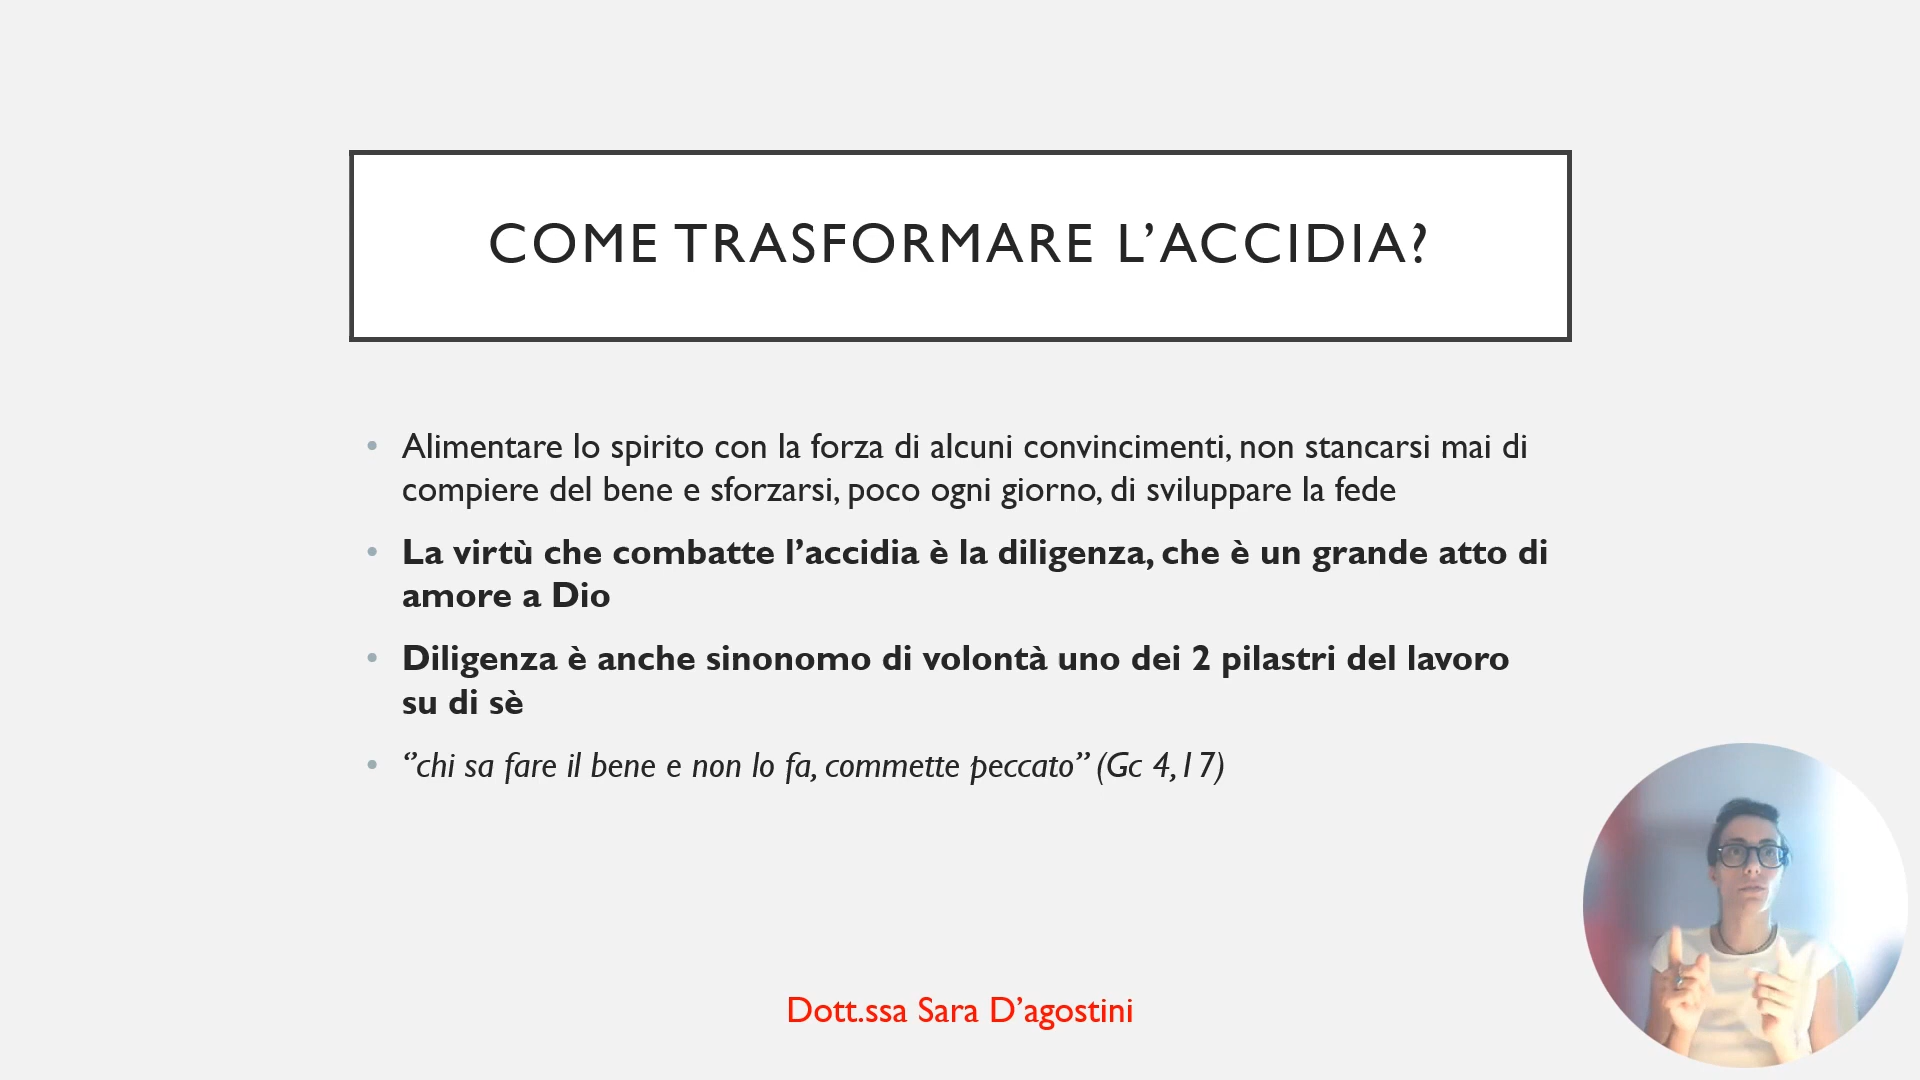 COME TRASFORMARE L’ACCIDIA?
• Alimentare lo spirito con la forza di alcuni convincimenti, non stancarsi mai di
compiere del bene e sforzarsi, poco ogni giorno, di sviluppare la fede
• La virtù che combatte l’accidia è la diligenza, che è un grande atto di
amore a Dio
• Diligenza è anche sinonomo di volontà uno dei 2 pilastri del lavoro
su di sè
• ‘’chi sa fare il bene e non lo fa, commette peccato’’ (Gc 4,17)
Dott.ssa Sara D’agostini